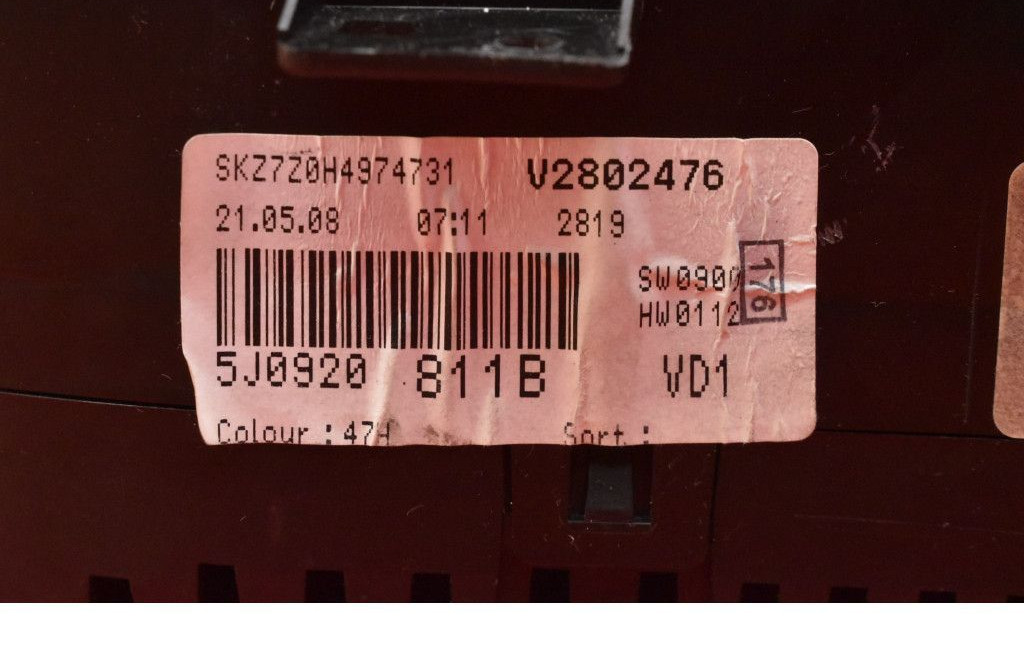 SKZ7Z0H4974731 V2802476
21.05.08 07:11 2819
SW0900
HW0112
176
5J0920 811B VD1
Colour : 47H Sort :